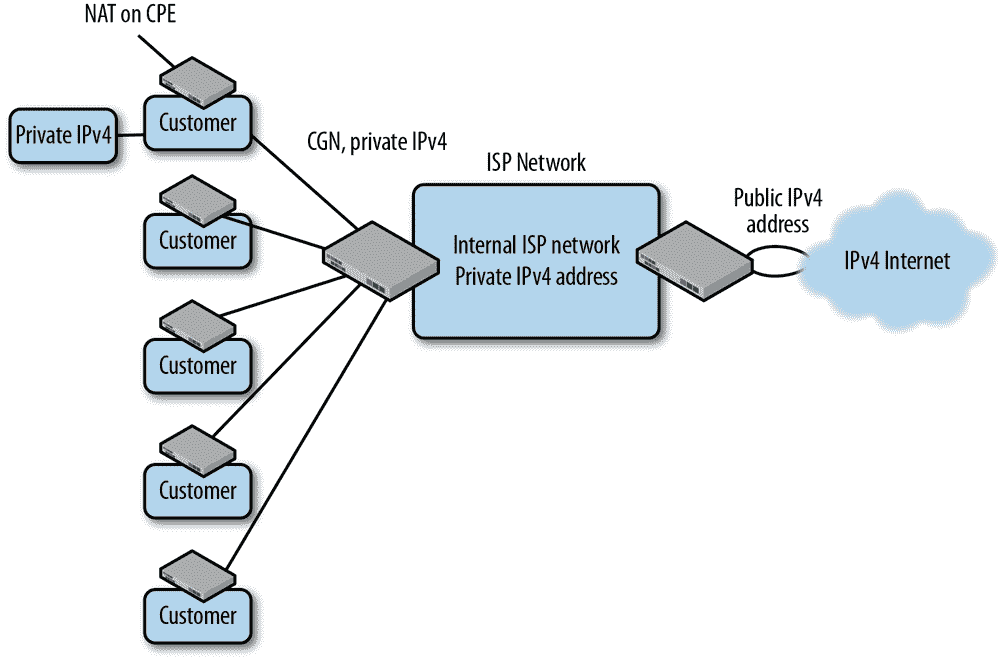 NAT on CPE
Private IPv4
Customer
CGN, private IPv4
ISP Network
Internal ISP network
Private IPv4 address
Public IPv4
address
IPv4 Internet
Customer
Customer
Customer
Customer